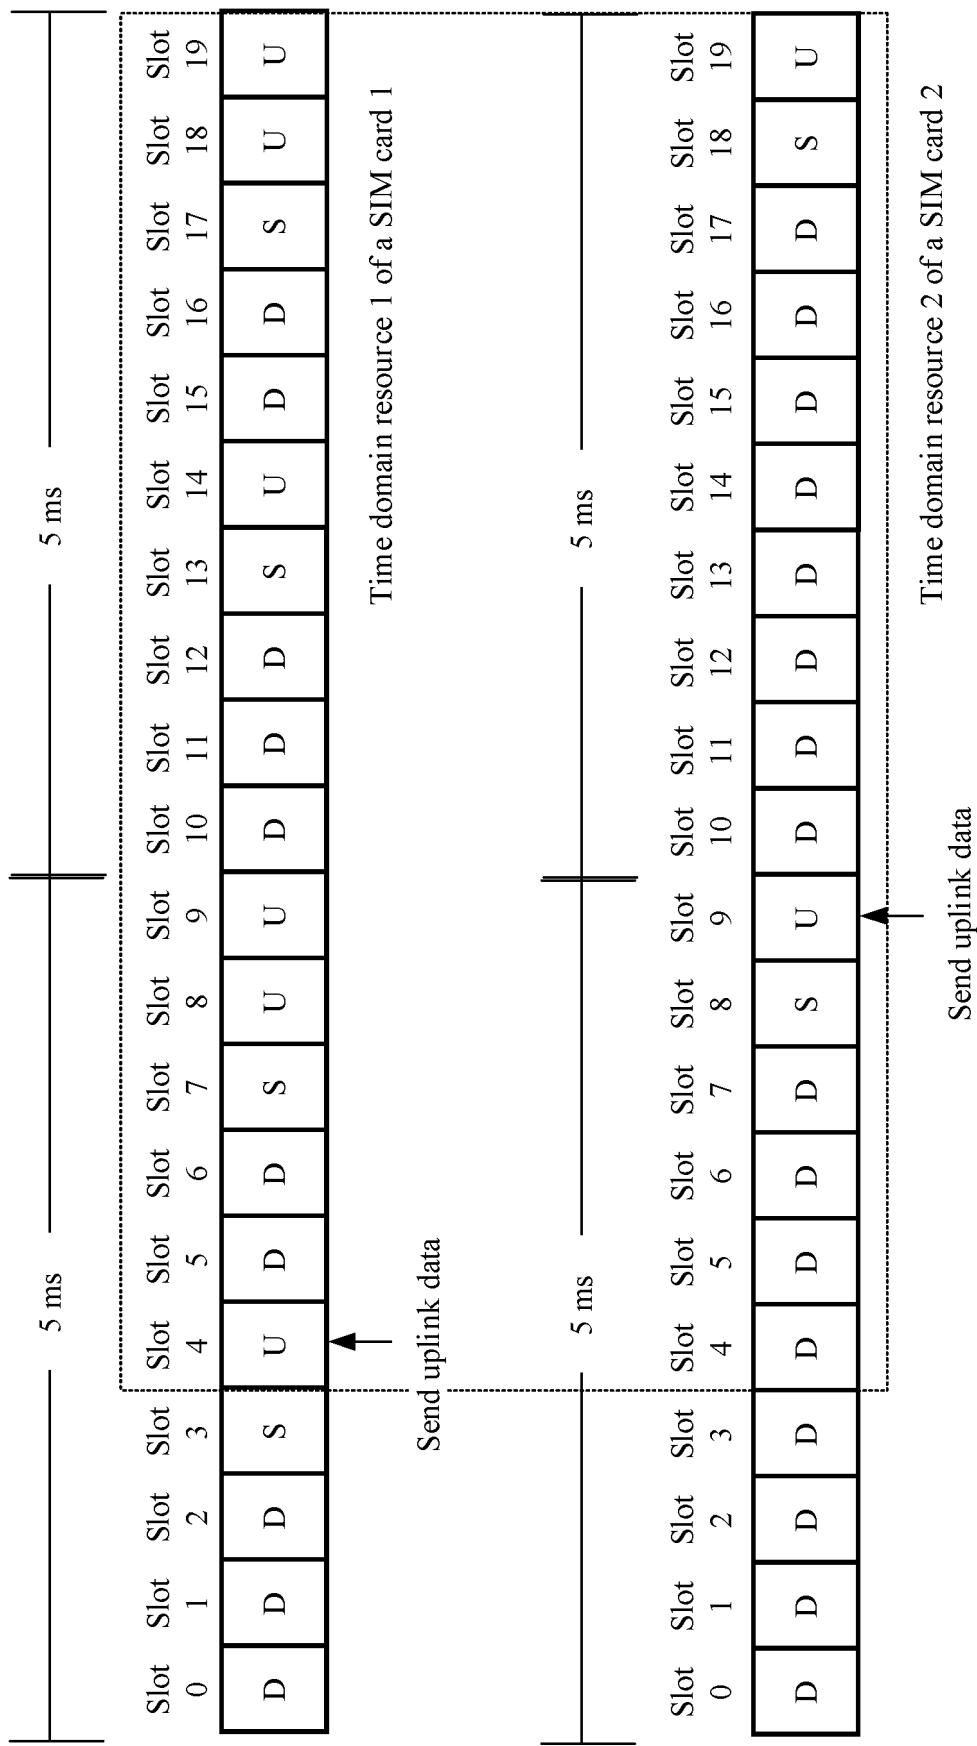 5 ms 5 ms
Slot Slot Slot Slot Slot Slot Slot Slot Slot Slot Slot Slot Slot Slot Slot Slot Slot Slot Slot Slot
0 1 2 3 4 5 6 7 8 9 10 11 12 13 14 15 16 17 18 19
D D D S U D D S U U D D D S U D D S U U
Time domain resource 1 of a SIM card 1
Send uplink data
5 ms 5 ms
Slot Slot Slot Slot Slot Slot Slot Slot Slot Slot Slot Slot Slot Slot Slot Slot Slot Slot Slot Slot
0 1 2 3 4 5 6 7 8 9 10 11 12 13 14 15 16 17 18 19
D D D D D D D D S U D D D D D D D D S U
Time domain resource 2 of a SIM card 2
Send uplink data